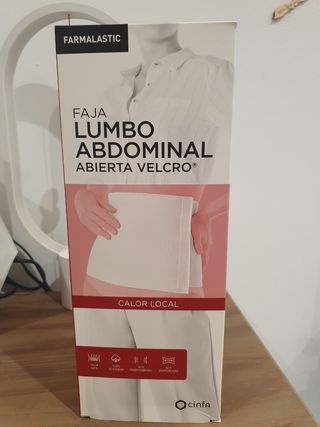 FARMALASTIC
FAJA
LUMBO
ABDOMINAL
ABIERTA VELCRO®
CALOR LOCAL
cinfa